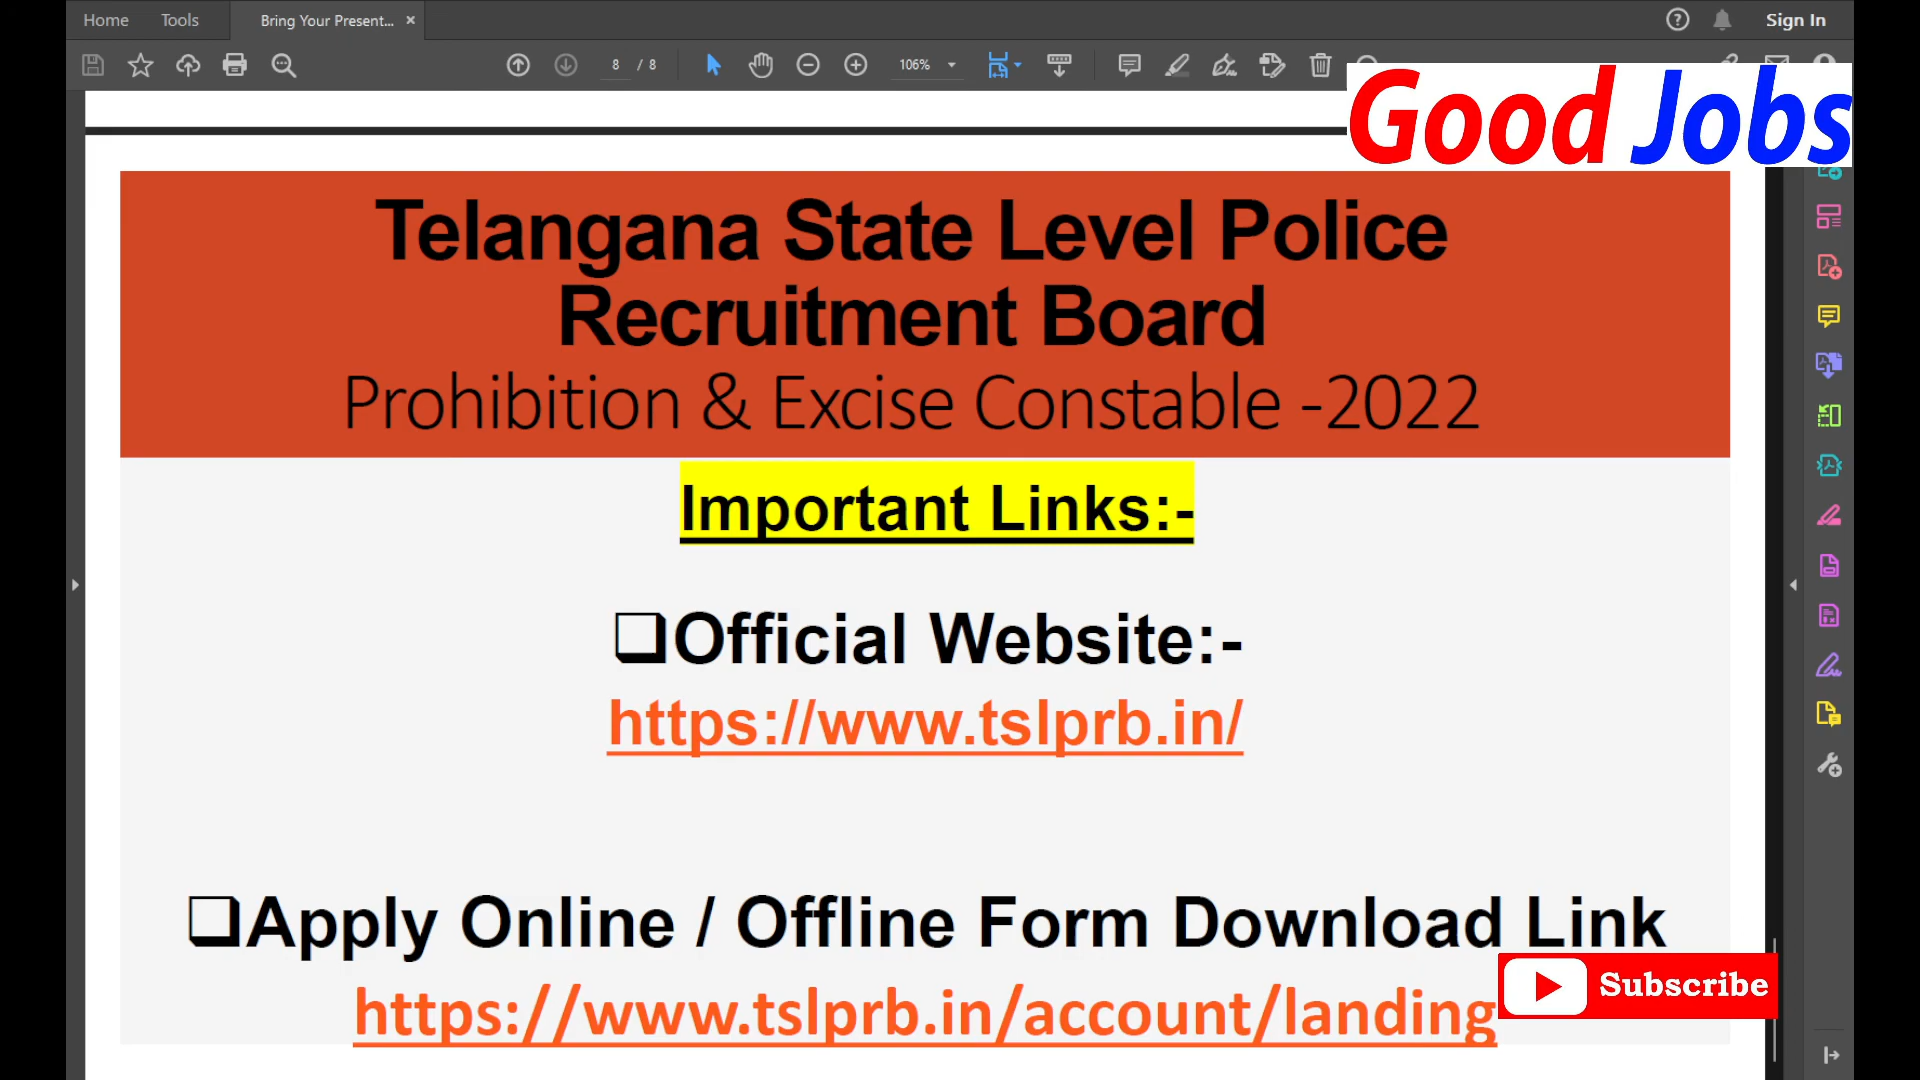 Home Tools Bring Your Present... × Sign In
8 / 8 106%
Good Jobs
Telangana State Level Police
Recruitment Board
Prohibition & Excise Constable -2022
Important Links:-
❑Official Website:-
https://www.tslprb.in/
❑Apply Online / Offline Form Download Link
https://www.tslprb.in/account/landing
Subscribe